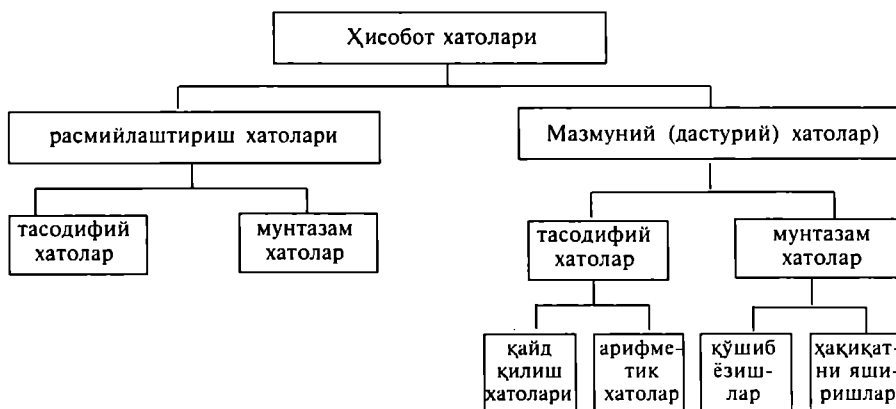 Ҳисобот хатолари
расмийлаштириш хатолари
Мазмуний (дастурий) хатолар)
тасодифий
хатолар
мунтазам
хатолар
тасодифий
хатолар
мунтазам
хатолар
қайд
қилиш
хатолари
арифме-
тик
хатолар
қўшиб
ёзиш-
лар
ҳақиқат-
ни яши-
ришлар